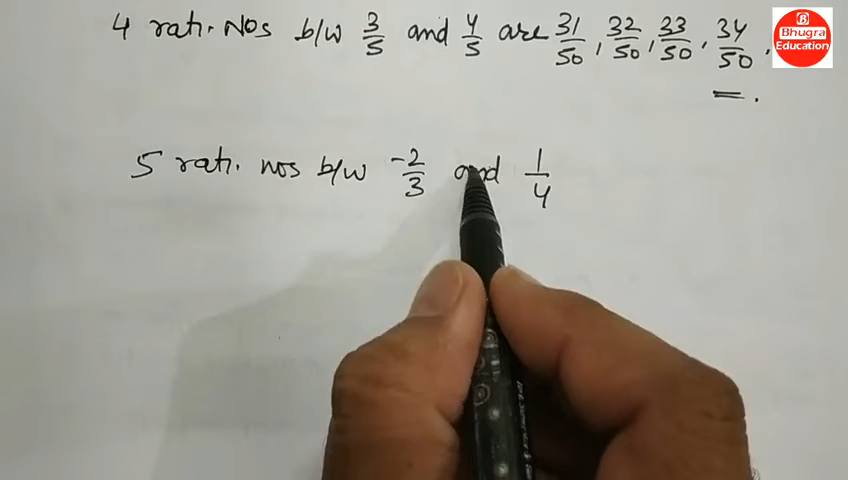 4 rati. Nos b/w 3/5 and 4/5 are 31/50, 32/50, 33/50, 34/50.
B
Bhugra
Education
5 rati. nos b/w -2/3 and 1/4